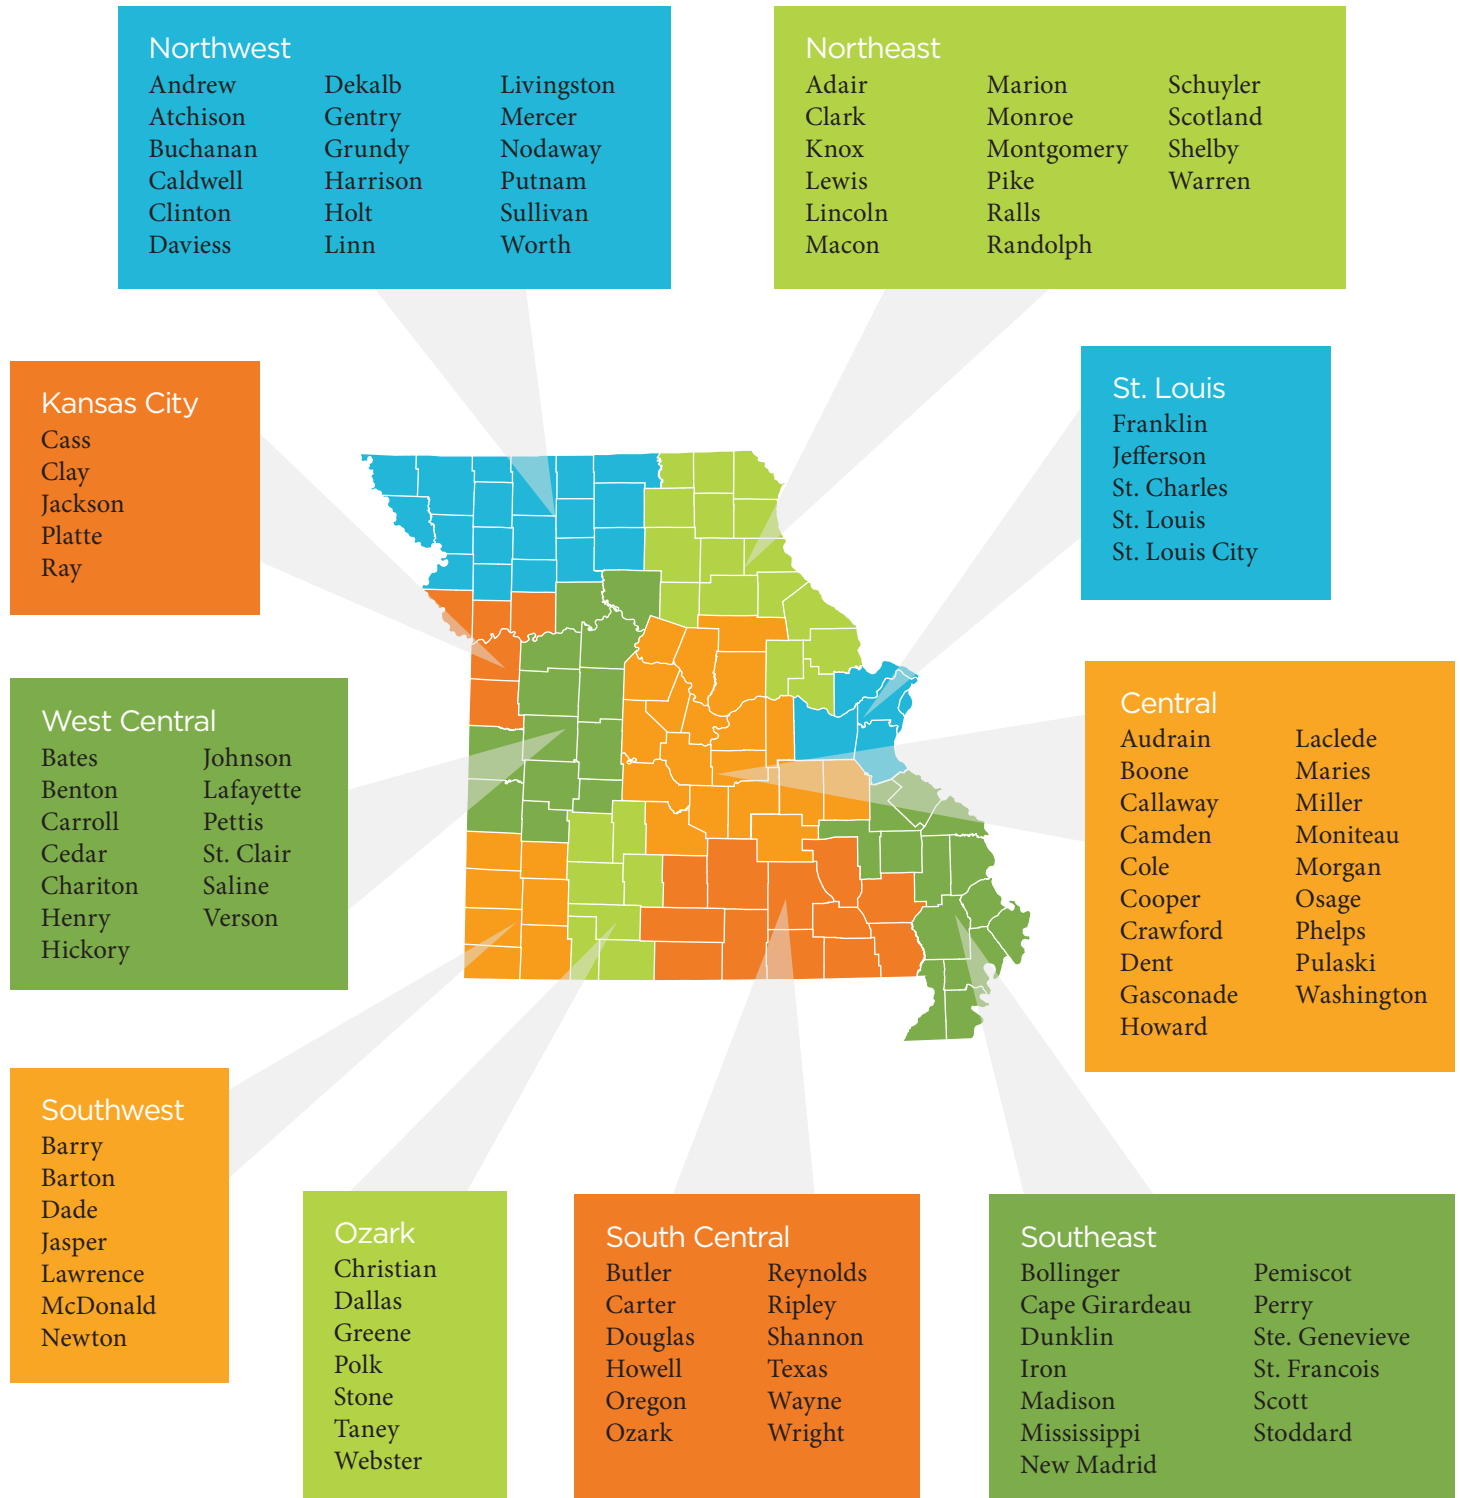 Northwest
Andrew
Atchison
Buchanan
Caldwell
Clinton
Daviess
Dekalb
Gentry
Grundy
Harrison
Holt
Linn
Livingston
Mercer
Nodaway
Putnam
Sullivan
Worth
Northeast
Adair
Clark
Knox
Lewis
Lincoln
Macon
Marion
Monroe
Montgomery
Pike
Ralls
Randolph
Schuyler
Scotland
Shelby
Warren
Kansas City
Cass
Clay
Jackson
Platte
Ray
St. Louis
Franklin
Jefferson
St. Charles
St. Louis
St. Louis City
West Central
Bates
Benton
Carroll
Cedar
Chariton
Henry
Hickory
Johnson
Lafayette
Pettis
St. Clair
Saline
Verson
Central
Audrain
Boone
Callaway
Camden
Cole
Cooper
Crawford
Dent
Gasconade
Howard
Laclede
Maries
Miller
Moniteau
Morgan
Osage
Phelps
Pulaski
Washington
Southwest
Barry
Barton
Dade
Jasper
Lawrence
McDonald
Newton
Ozark
Christian
Dallas
Greene
Polk
Stone
Taney
Webster
South Central
Butler
Carter
Douglas
Howell
Oregon
Ozark
Reynolds
Ripley
Shannon
Texas
Wayne
Wright
Southeast
Bollinger
Cape Girardeau
Dunklin
Iron
Madison
Mississippi
New Madrid
Pemiscot
Perry
Ste. Genevieve
St. Francois
Scott
Stoddard